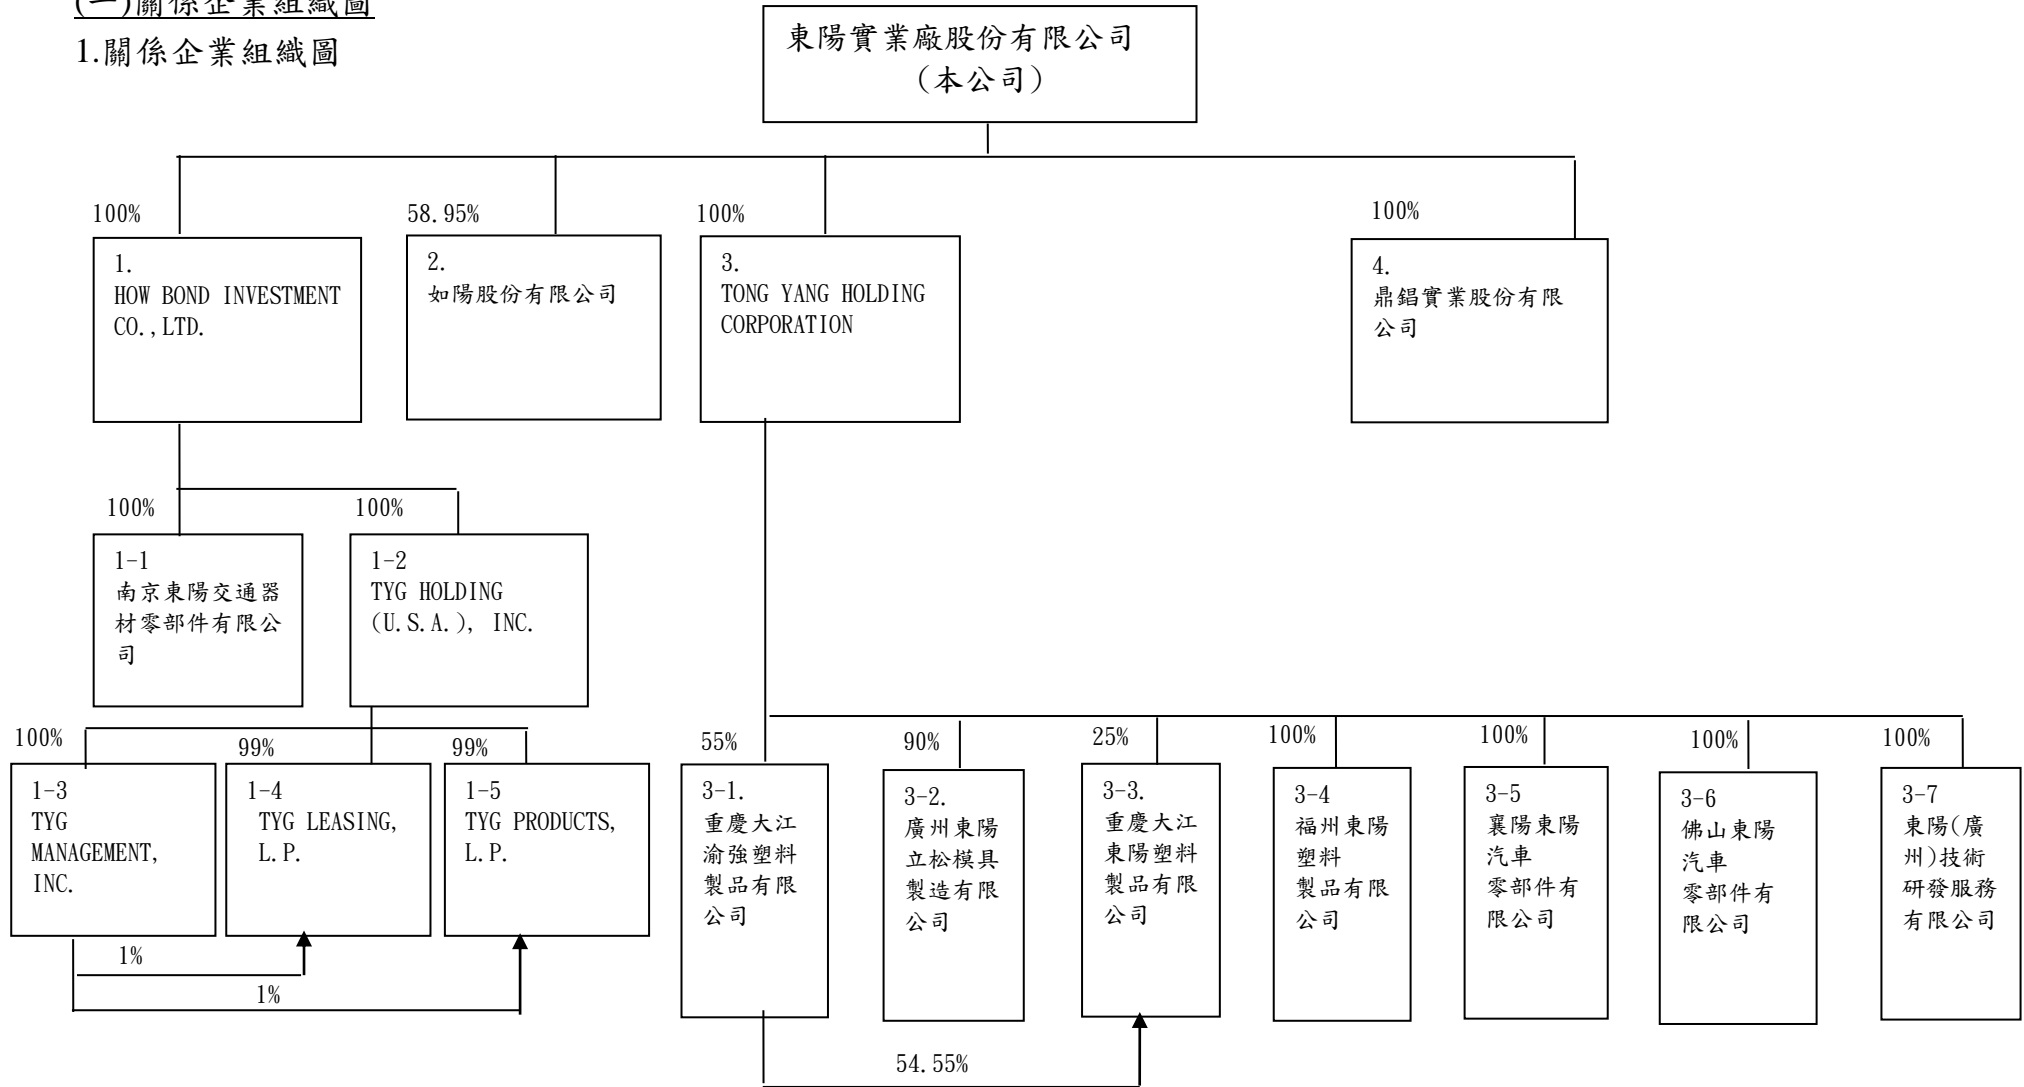 (一)關係企業組織圖
1.關係企業組織圖
東陽實業廠股份有限公司
(本公司)
100%
58.95%
100%
100%
1.
HOW BOND INVESTMENT
CO.,LTD.
2.
如陽股份有限公司
3.
TONG YANG HOLDING
CORPORATION
4.
鼎錩實業股份有限
公司
100%
100%
1-1
南京東陽交通器
材零部件有限公
司
1-2
TYG HOLDING
(U.S.A.), INC.
100%
99%
99%
55%
90%
25%
100%
100%
100%
100%
1-3
TYG
MANAGEMENT,
INC.
1-4
TYG LEASING,
L.P.
1-5
TYG PRODUCTS,
L.P.
3-1.
重慶大江
渝強塑料
製品有限
公司
3-2.
廣州東陽
立松模具
製造有限
公司
3-3.
重慶大江
東陽塑料
製品有限
公司
3-4
福州東陽
塑料
製品有限
公司
3-5
襄陽東陽
汽車
零部件有
限公司
3-6
佛山東陽
汽車
零部件有
限公司
3-7
東陽(廣
州)技術
研發服務
有限公司
1%
1%
54.55%